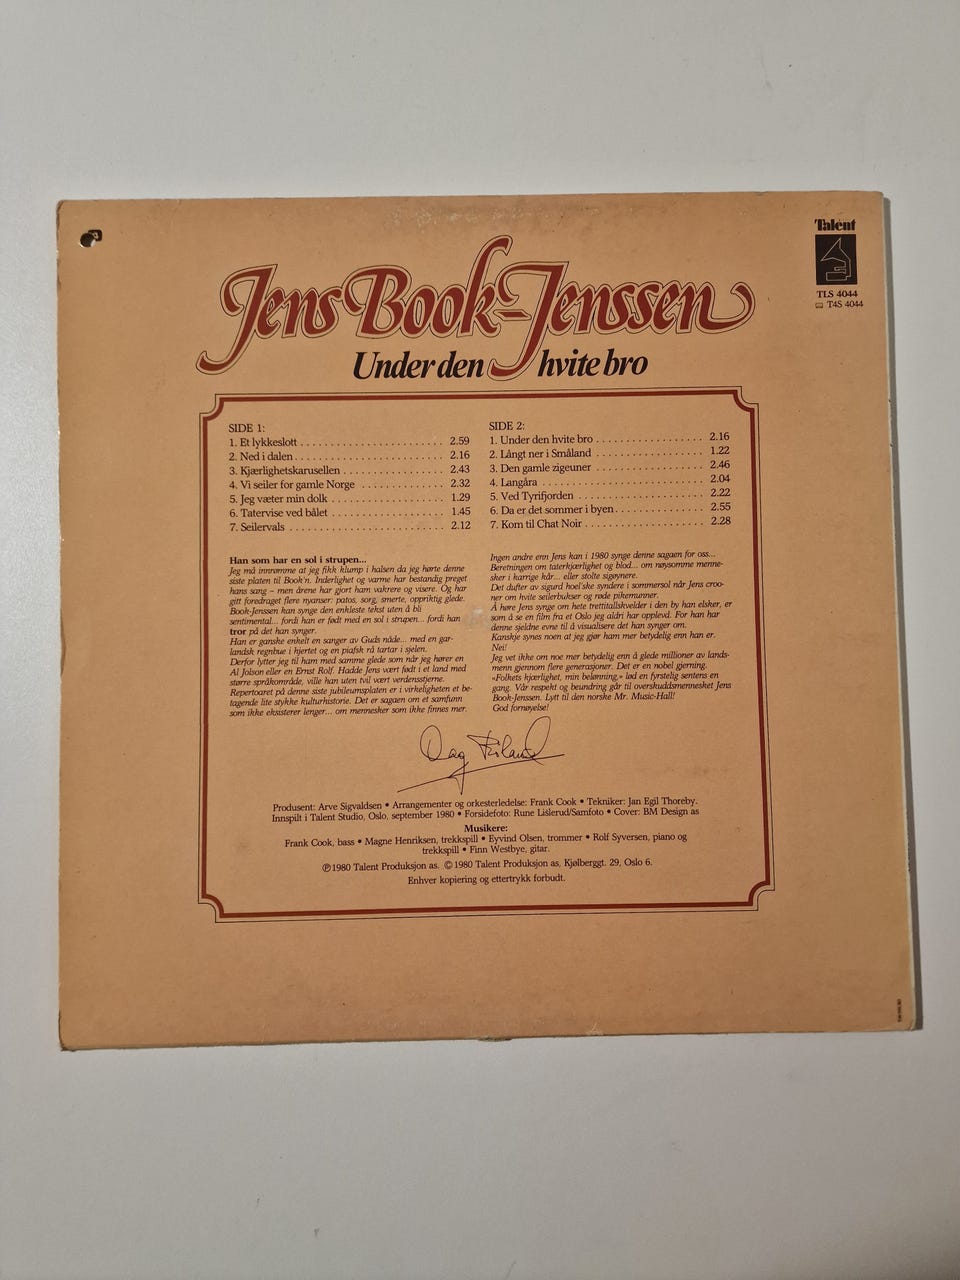 Talent
TLS 4044
T4S 4044
Jens Book-Jenssen
Under den hvite bro
SIDE 1:
1. Et lykkeslott 2.59
2. Ned i dalen 2.16
3. Kjærlighetskarusellen 2.43
4. Vi seiler for gamle Norge 2.32
5. Jeg væter min dolk 1.29
6. Tatervise ved bålet 1.45
7. Seilervals 2.12
SIDE 2:
1. Under den hvite bro 2.16
2. Långt ner i Småland 1.22
3. Den gamle zigeuner 2.46
4. Langåra 2.04
5. Ved Tyrifjorden 2.22
6. Da er det sommer i byen 2.55
7. Kom til Chat Noir 2.28
Han som har en sol i strupen...
Jeg må innrømme at jeg fikk klump i halsen da jeg hørte denne
siste platen til Book'n. Inderlighet og varme har bestandig preget
hans sang – men årene har gjort ham vakrere og visere. Og har
gitt foredraget flere nyanser: patos, sorg, smerte, oppriktig glede.
Book-Jenssen kan synge den enkleste tekst uten å bli
sentimental... fordi han er født med en sol i strupen... fordi han
tror på det han synger.
Han er ganske enkelt en sanger av Guds nåde... med en gar-
landsk regnbue i hjertet og en piafsk rå tartar i sjelen.
Derfor lytter jeg til ham med samme glede som når jeg hører en
Al Jolson eller en Ernst Rolf. Hadde Jens vært født i et land med
større språkområde, ville han uten tvil vært verdensstjerne.
Repertoaret på denne siste jubileumsplaten er i virkeligheten et be-
tagende lite stykke kulturhistorie. Det er sagaen om et samfunn
som ikke eksisterer lenger... om mennesker som ikke finnes mer.
Ingen andre enn Jens kan i 1980 synge denne sagaen for oss...
Beretningen om taterkjærlighet og blod... om nøysomme menne-
sker i karrige kår... eller stolte sigøynere.
Det dufter av sigurd hoel'ske syndere i sommersol når Jens croo-
ner om hvite seilerbukser og røde pikemunner.
Å høre Jens synge om hete trettitallskvelder i den by han elsker, er
som å se en film fra et Oslo jeg aldri har opplevd. For han har
denne sjeldne evne til å visualisere det han synger om.
Kanskje synes noen at jeg gjør ham mer betydelig enn han er.
Nei!
Jeg vet ikke om noe mer betydelig enn å glede millioner av lands-
menn gjennom flere generasjoner. Det er en nobel gjerning.
«Folkets kjærlighet, min belønning,» lød en fyrstelig sentens en
gang. Vår respekt og beundring går til overskuddsmennesket Jens
Book-Jenssen. Lytt til den norske Mr. Music-Hall!
God fornøyelse!
Produsent: Arve Sigvaldsen • Arrangementer og orkesterledelse: Frank Cook • Tekniker: Jan Egil Thoreby.
Innspilt i Talent Studio, Oslo, september 1980 • Forsidefoto: Rune Lislerud/Samfoto • Cover: BM Design as
Musikere:
Frank Cook, bass • Magne Henriksen, trekkspill • Eyvind Olsen, trommer • Rolf Syversen, piano og
trekkspill • Finn Westbye, gitar.
℗1980 Talent Produksjon as. ©1980 Talent Produksjon as, Kjølberggt. 29, Oslo 6.
Enhver kopiering og ettertrykk forbudt.